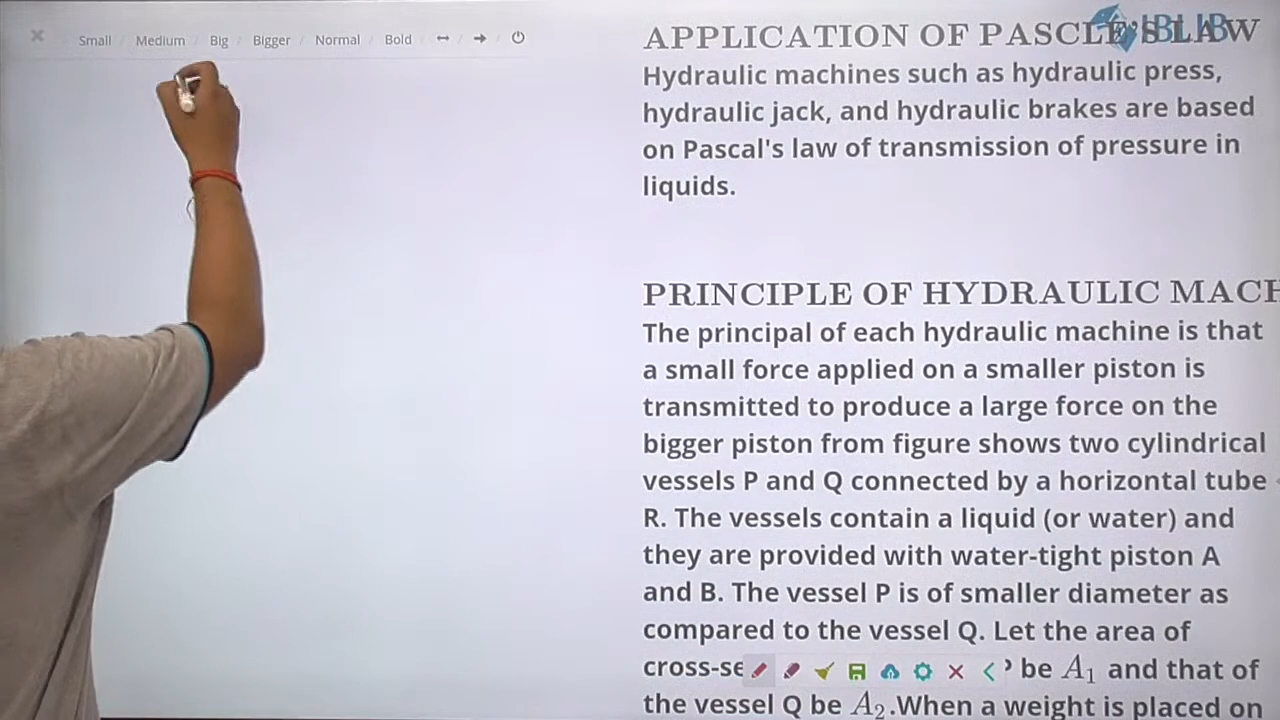 Small / Medium / Big / Bigger / Normal / Bold
APPLICATION OF PASCLE'S LAW
Hydraulic machines such as hydraulic press,
hydraulic jack, and hydraulic brakes are based
on Pascal's law of transmission of pressure in
liquids.
PRINCIPLE OF HYDRAULIC MACH
The principal of each hydraulic machine is that
a small force applied on a smaller piston is
transmitted to produce a large force on the
bigger piston from figure shows two cylindrical
vessels P and Q connected by a horizontal tube
R. The vessels contain a liquid (or water) and
they are provided with water-tight piston A
and B. The vessel P is of smaller diameter as
compared to the vessel Q. Let the area of
cross-se ’ be A₁ and that of
the vessel Q be A₂.When a weight is placed on